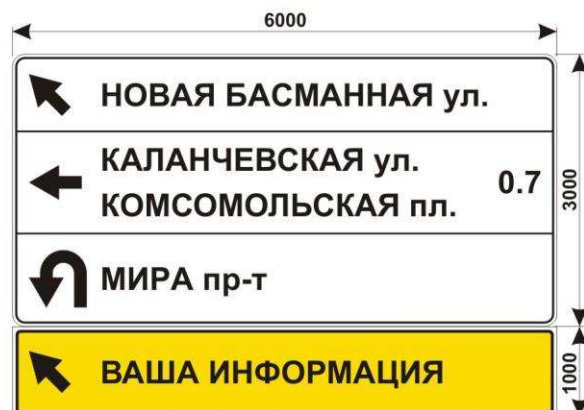 6000
НОВАЯ БАСМАННАЯ ул.
КАЛАНЧЕВСКАЯ ул.
КОМСОМОЛЬСКАЯ пл.
0.7
3000
МИРА пр-т
ВАША ИНФОРМАЦИЯ
1000